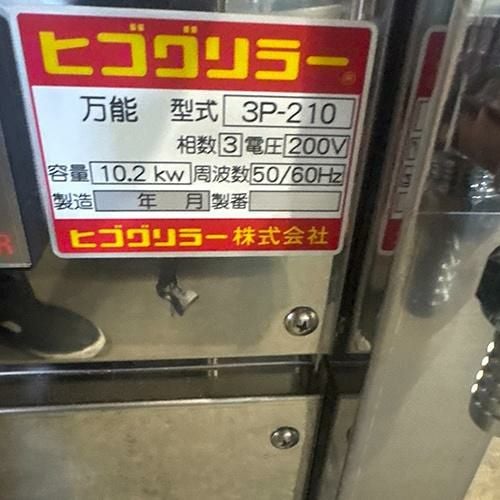 ヒゴグリラー®
万能 型式 3P-210
相数 3 電圧 200V
容量 10.2 kw 周波数 50/60Hz
製造 年 月 製番
ヒゴグリラー株式会社
R